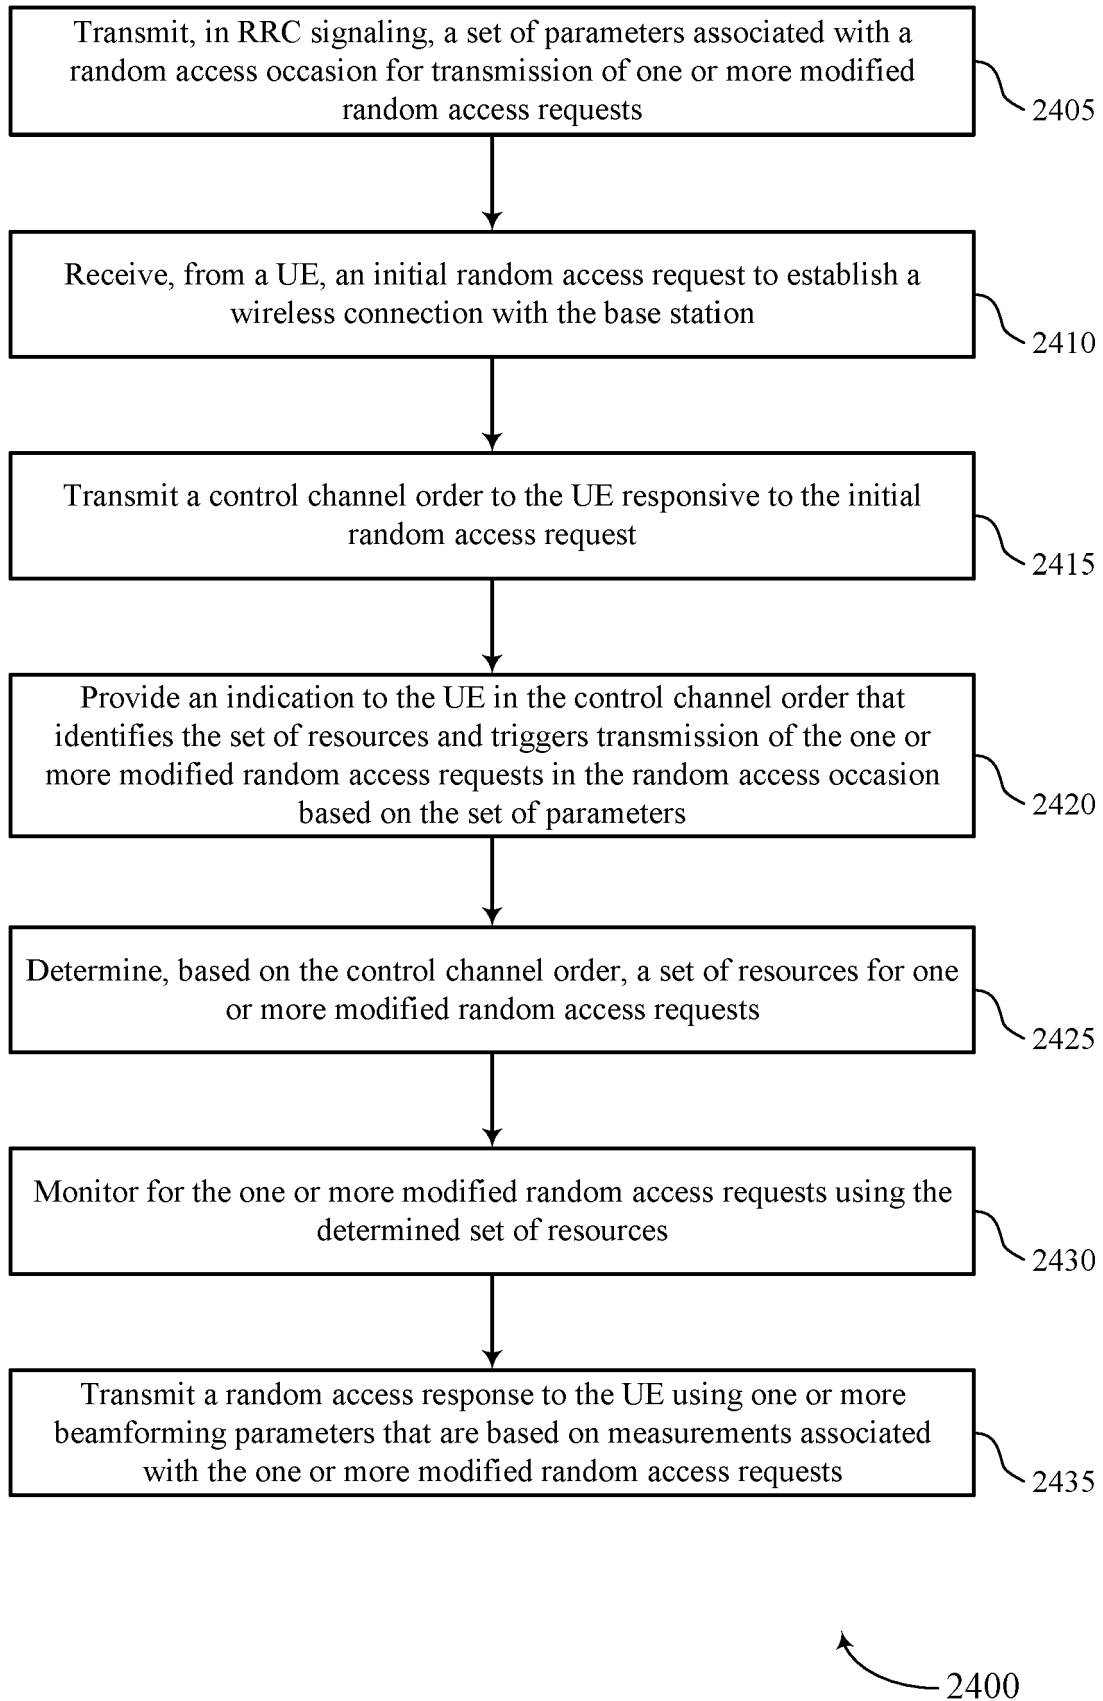 Transmit, in RRC signaling, a set of parameters associated with a
random access occasion for transmission of one or more modified
random access requests
2405
Receive, from a UE, an initial random access request to establish a
wireless connection with the base station
2410
Transmit a control channel order to the UE responsive to the initial
random access request
2415
Provide an indication to the UE in the control channel order that
identifies the set of resources and triggers transmission of the one or
more modified random access requests in the random access occasion
based on the set of parameters
2420
Determine, based on the control channel order, a set of resources for one
or more modified random access requests
2425
Monitor for the one or more modified random access requests using the
determined set of resources
2430
Transmit a random access response to the UE using one or more
beamforming parameters that are based on measurements associated
with the one or more modified random access requests
2435
2400